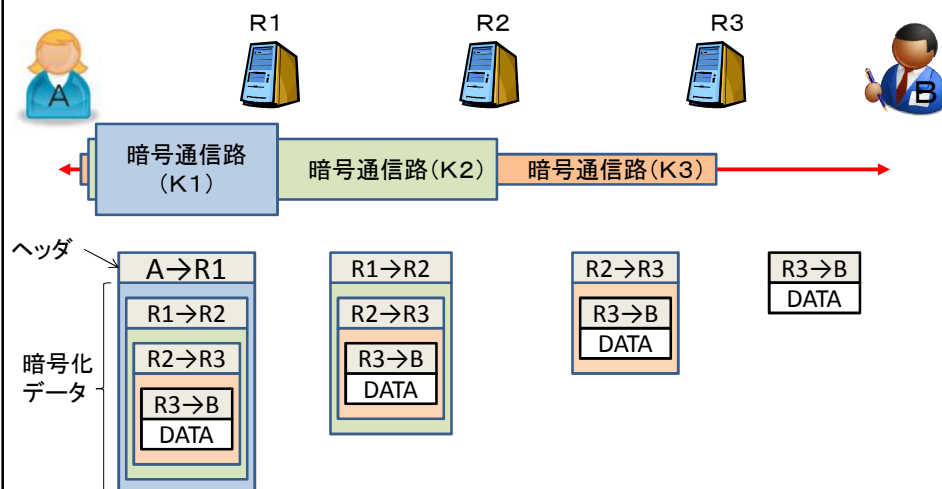 R1
R2
R3
A
B
暗号通信路
(K1)
暗号通信路(K2)
暗号通信路(K3)
ヘッダ
A→R1
R1→R2
R2→R3
R3→B
DATA
暗号化
データ
R1→R2
R2→R3
R3→B
DATA
R2→R3
R3→B
DATA
R3→B
DATA